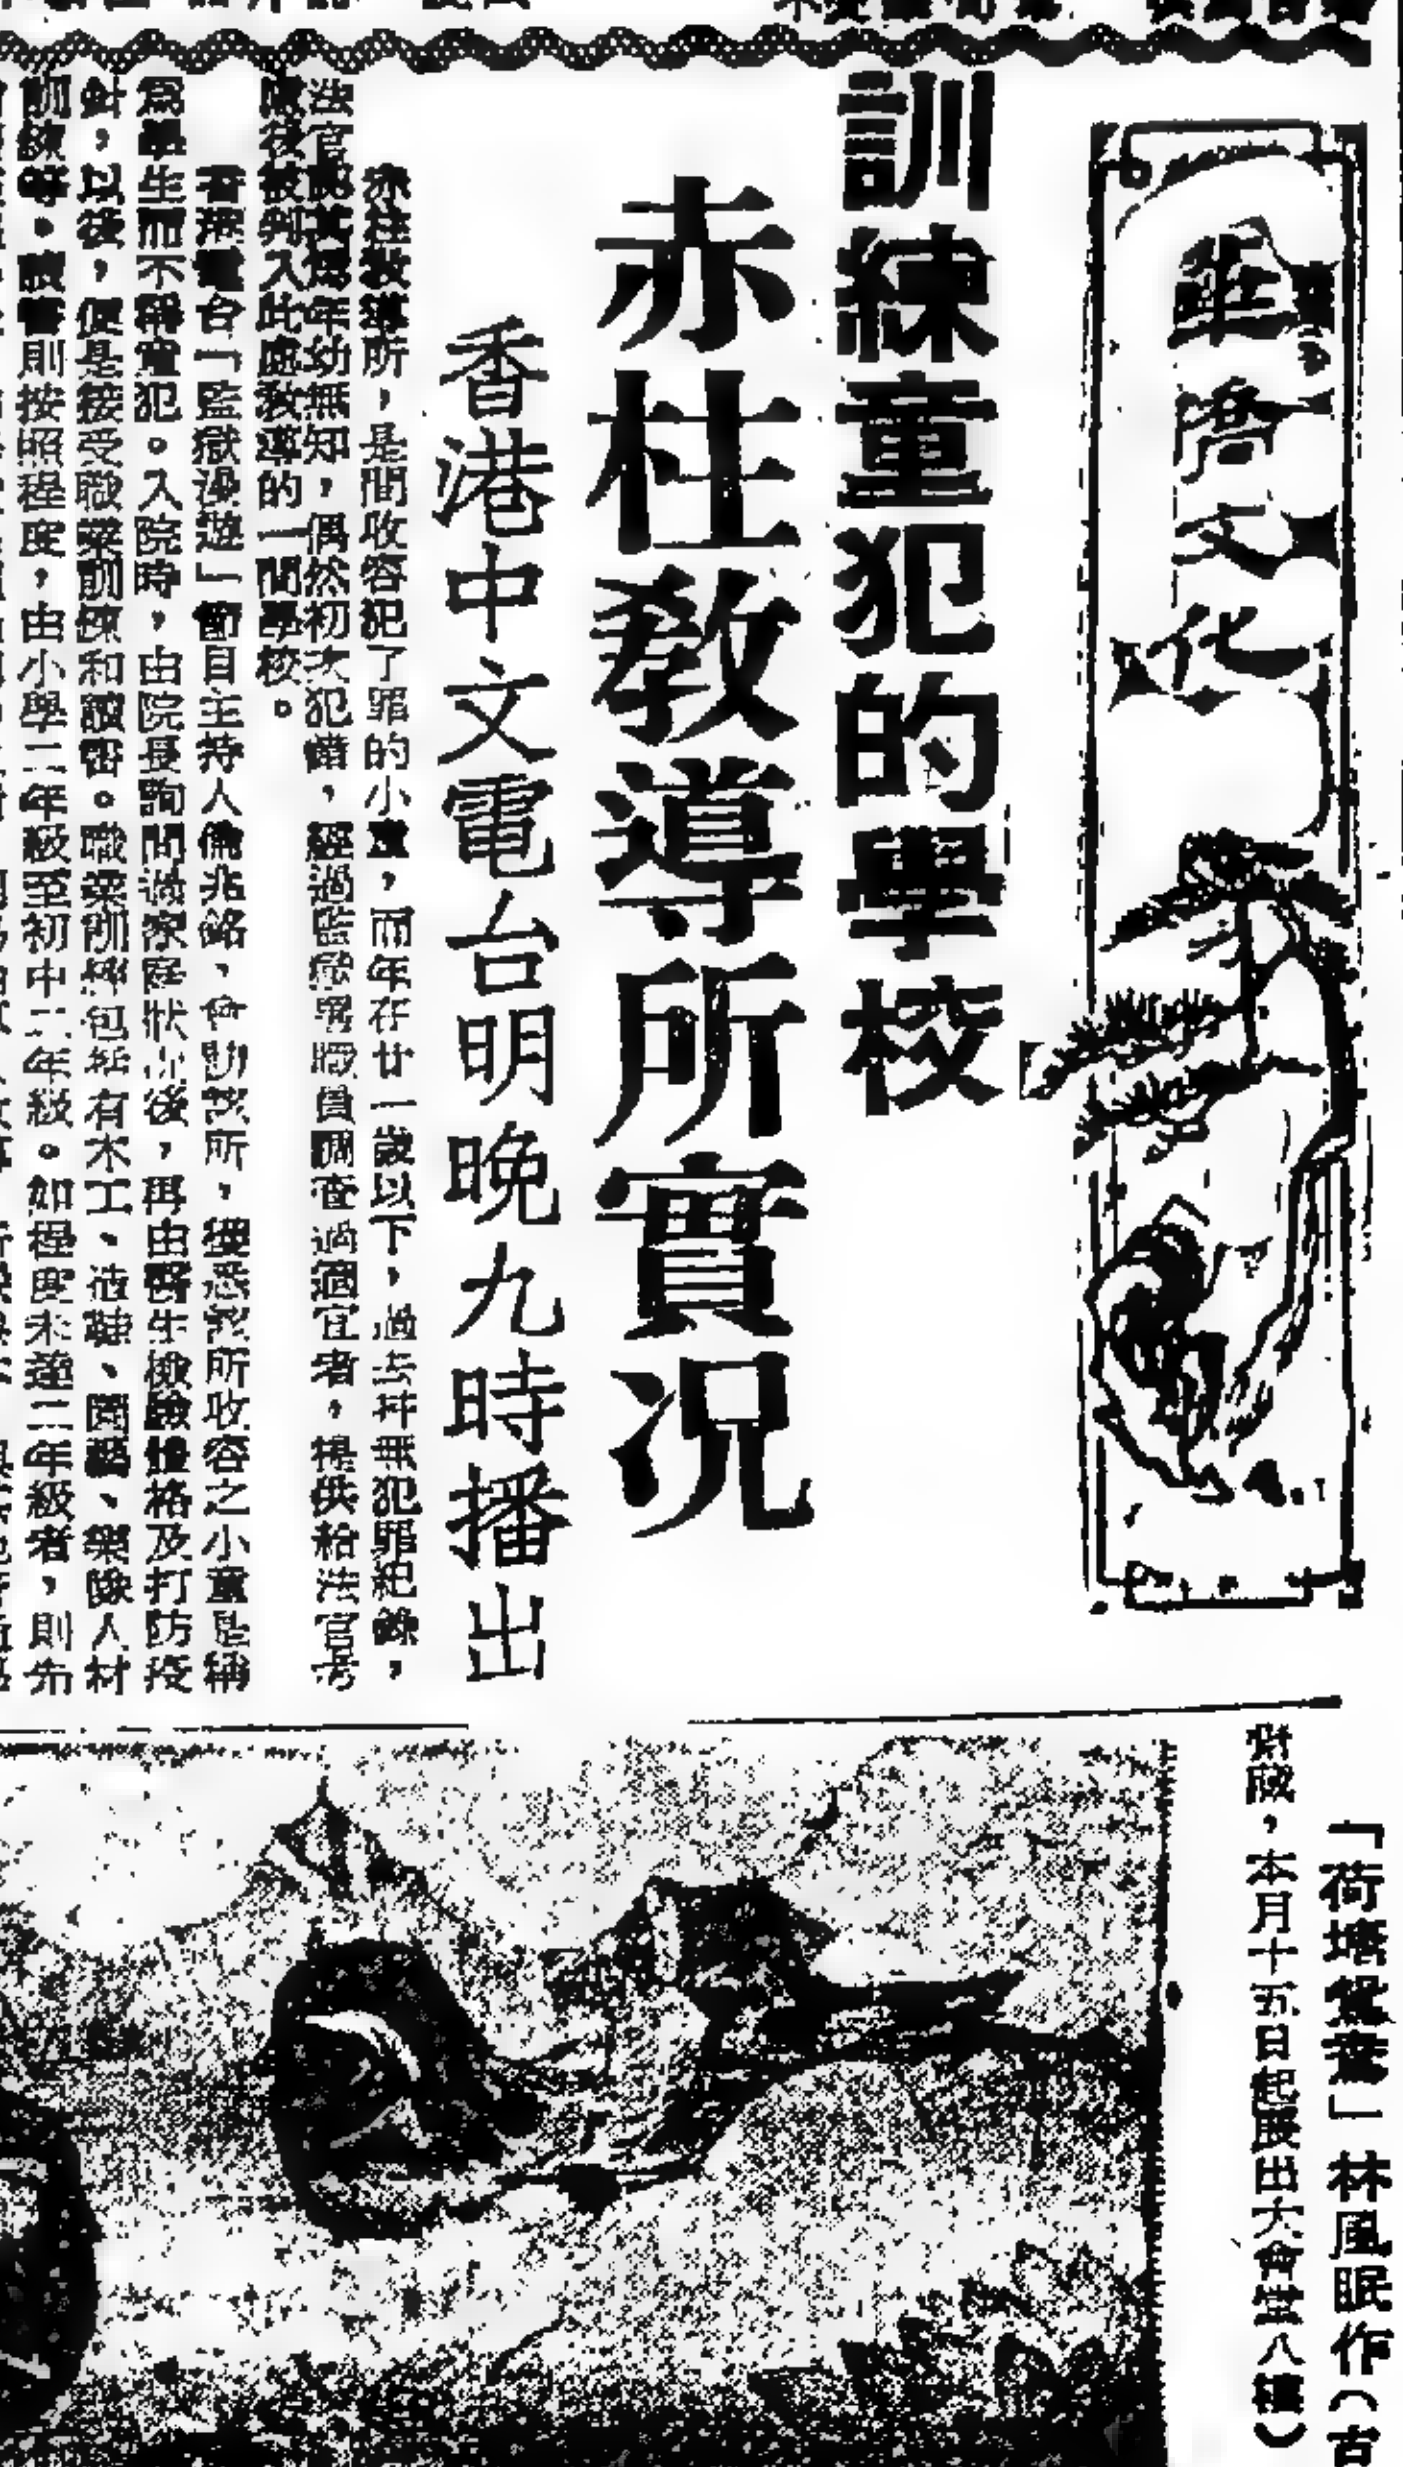 華僑文化
訓練童犯的學校
赤柱教導所實况
香港中文電台明晚九時播出
赤柱教導所，是間收容犯了罪的小童，而年在廿一歲以下，過去并無犯罪紀錄，
法官認其爲年幼無知，偶然初次犯錯，經過監獄署職員調查過適宜者，提供給法官考
慮後被判入此處敎導的一間學校。
香港電台「監獄漫遊」節目主持人倫兆銘，會訪該所，獲悉該所收容之小童是稱
爲學生而不稱童犯。入院時，由院長詢問過家庭狀况後，再由醫生檢驗體格及打防疫
針，以後，便是接受職業訓練和讀書。職業訓練包括有木工、造鞋、園藝、樂隊人材
訓練等。讀書則按照程度，由小學二年級至初中二年級。如程度未達二年級者，則先
「荷塘鴛鴦」林風眠作（古
財藏，本月十五日起展出大會堂八樓）